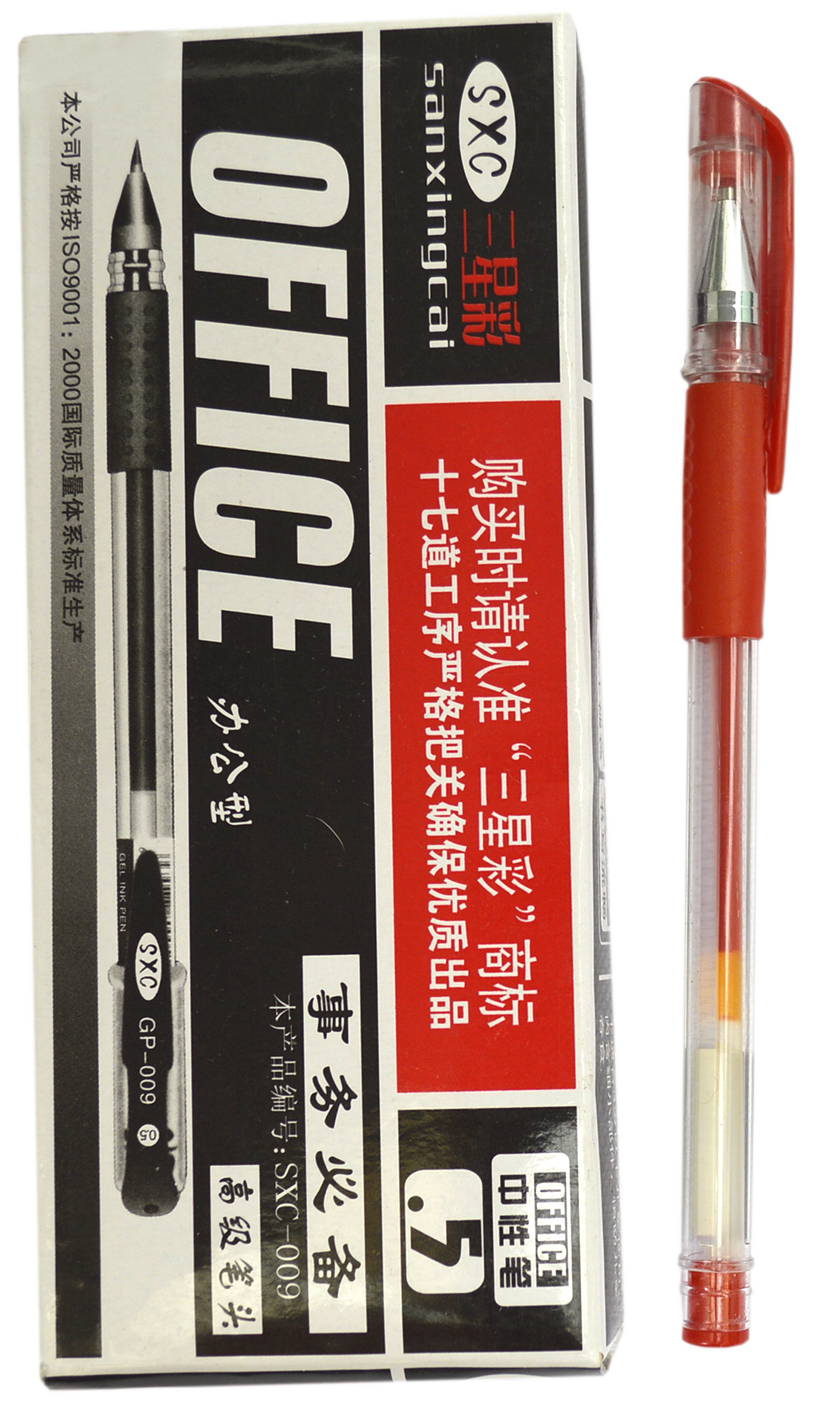 SXC 三星彩
sanxingcai
购买时请认准“三星彩”商标
十七道工序严格把关确保优质出品
OFFICE
中性笔
.5
OFFICE
办公型
事务必备
本产品编号:SXC-009
高级笔头
GEL INK PEN
SXC GP-009 0.5
本公司严格按ISO9001:2000国际质量体系标准生产